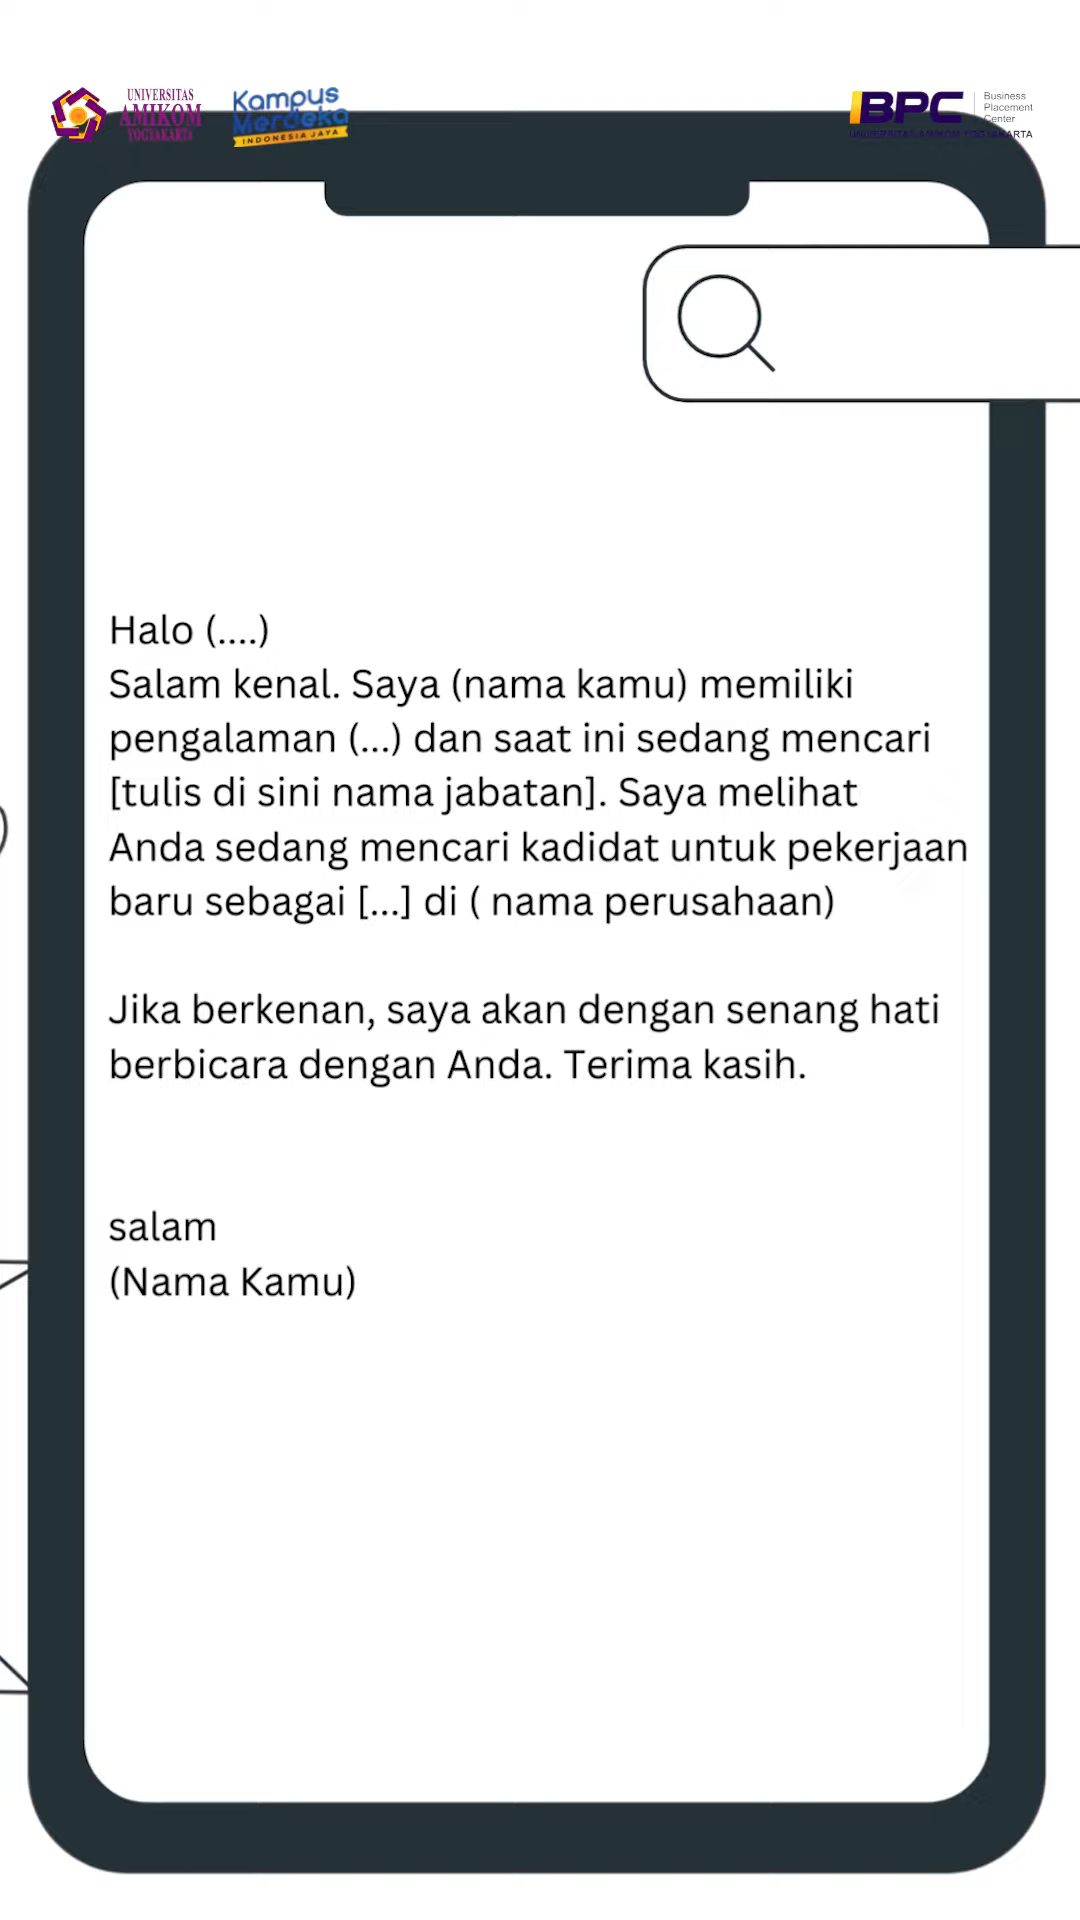 UNIVERSITAS
AMIKOM
YOGYAKARTA
Kampus
Merdeka
INDONESIA JAYA
BPC
Business
Placement
Center
UNIVERSITAS AMIKOM YOGYAKARTA
Halo (....)
Salam kenal. Saya (nama kamu) memiliki
pengalaman (...) dan saat ini sedang mencari
[tulis di sini nama jabatan]. Saya melihat
Anda sedang mencari kadidat untuk pekerjaan
baru sebagai [...] di ( nama perusahaan)
Jika berkenan, saya akan dengan senang hati
berbicara dengan Anda. Terima kasih.
salam
(Nama Kamu)